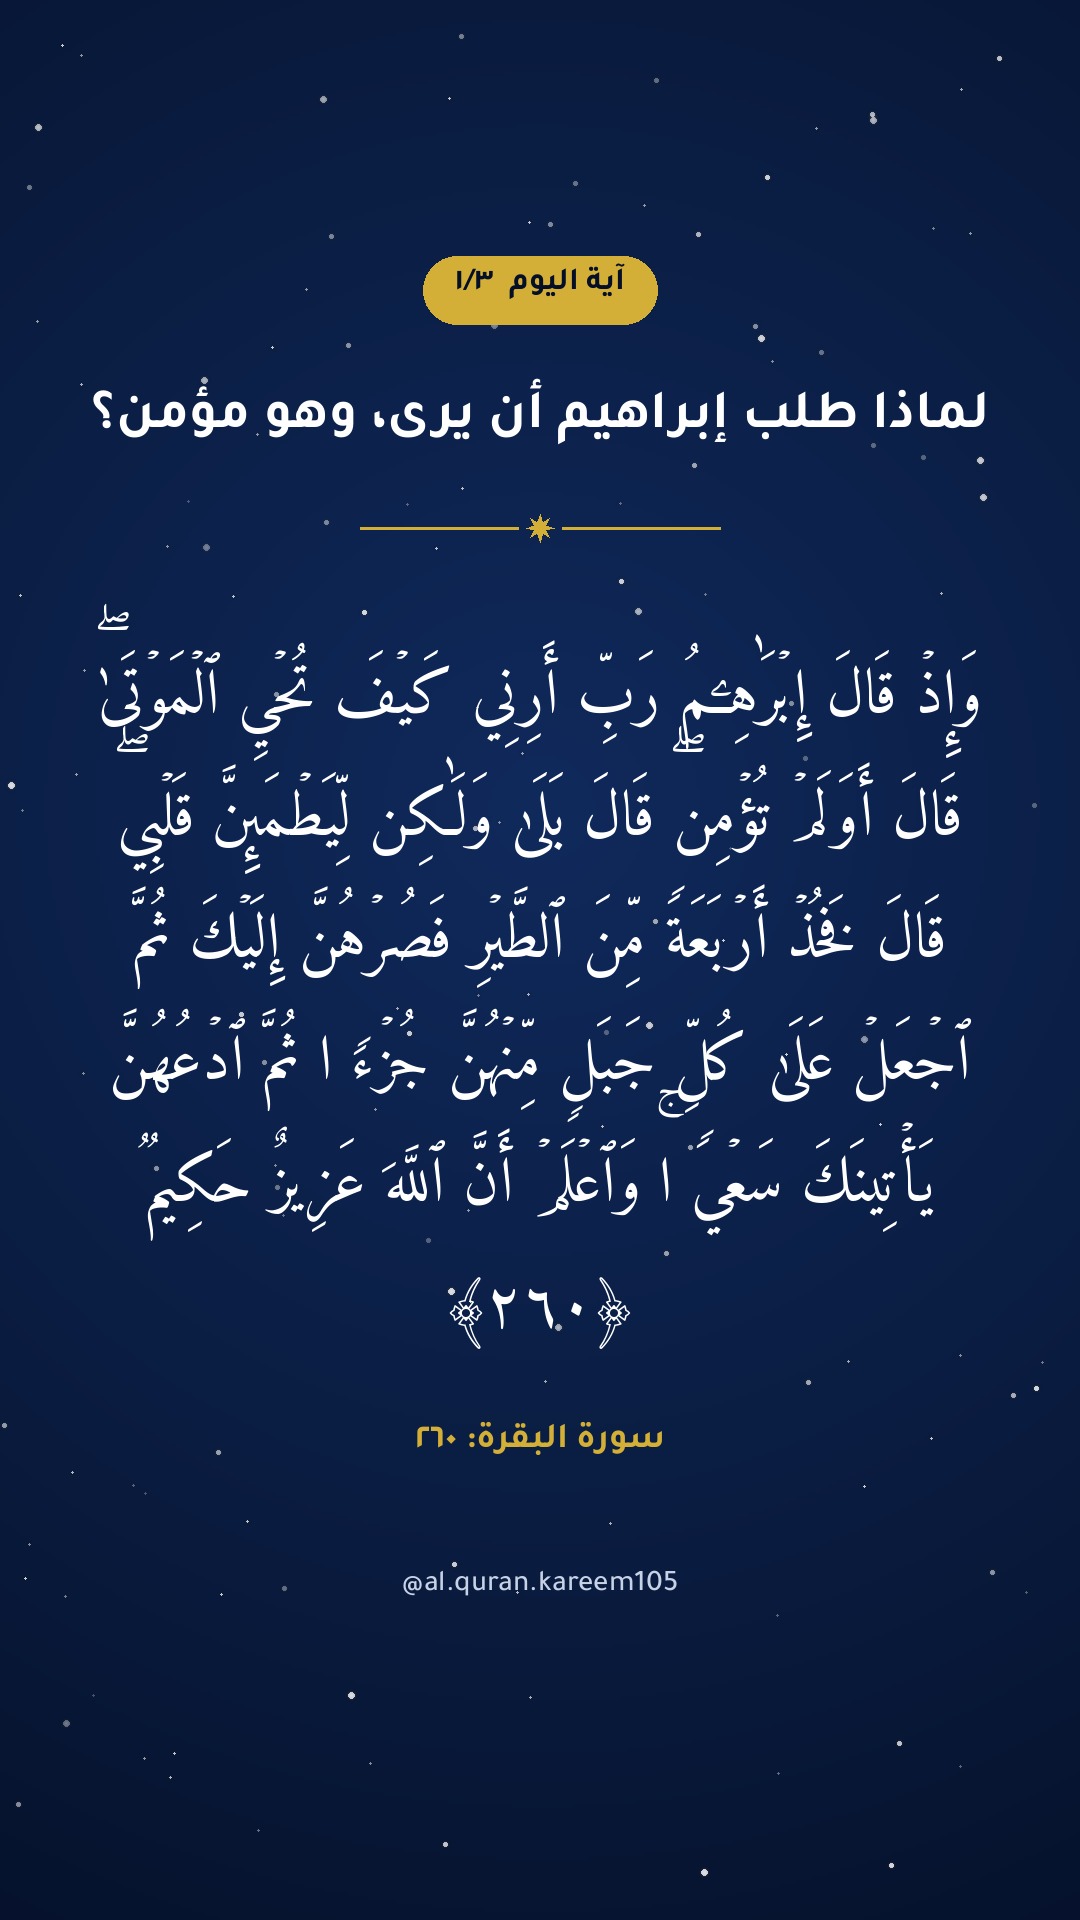 آية اليوم ١/٣
لماذا طلب إبراهيم أن يرى، وهو مؤمن؟
وَإِذۡ قَالَ إِبۡرَٰهِـۧمُ رَبِّ أَرِنِي كَيۡفَ تُحۡيِ ٱلۡمَوۡتَىٰۖ
قَالَ أَوَلَمۡ تُؤۡمِنۖ قَالَ بَلَىٰ وَلَٰكِن لِّيَطۡمَئِنَّ قَلۡبِيۖ
قَالَ فَخُذۡ أَرۡبَعَةٗ مِّنَ ٱلطَّيۡرِ فَصُرۡهُنَّ إِلَيۡكَ ثُمَّ
ٱجۡعَلۡ عَلَىٰ كُلِّ جَبَلٖ مِّنۡهُنَّ جُزۡءٗا ثُمَّ ٱدۡعُهُنَّ
يَأۡتِينَكَ سَعۡيٗاۚ وَٱعۡلَمۡ أَنَّ ٱللَّهَ عَزِيزٌ حَكِيمٞ
﴿٢٦٠﴾
سورة البقرة: ٢٦٠
@al.quran.kareem105